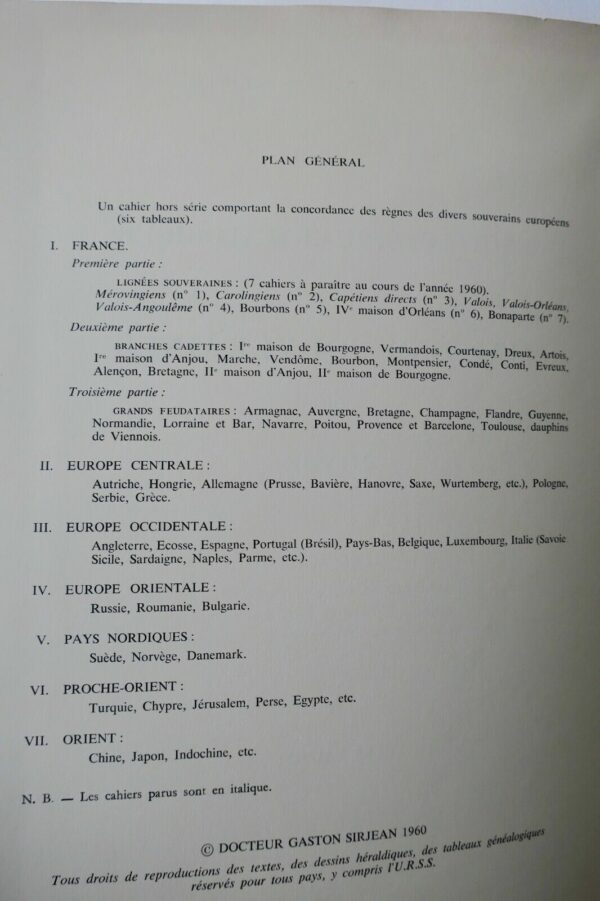 PLAN GÉNÉRAL
Un cahier hors série comportant la concordance des règnes des divers souverains européens
(six tableaux).
I. FRANCE.
Première partie :
LIGNÉES SOUVERAINES : (7 cahiers à paraître au cours de l'année 1960).
Mérovingiens (n° 1), Carolingiens (n° 2), Capétiens directs (n° 3), Valois, Valois-Orléans,
Valois-Angoulême (n° 4), Bourbons (n° 5), IVe maison d'Orléans (n° 6), Bonaparte (n° 7).
Deuxième partie :
BRANCHES CADETTES : Ire maison de Bourgogne, Vermandois, Courtenay, Dreux, Artois,
Ire maison d'Anjou, Marche, Vendôme, Bourbon, Montpensier, Condé, Conti, Evreux,
Alençon, Bretagne, IIe maison d'Anjou, IIe maison de Bourgogne.
Troisième partie :
GRANDS FEUDATAIRES : Armagnac, Auvergne, Bretagne, Champagne, Flandre, Guyenne,
Normandie, Lorraine et Bar, Navarre, Poitou, Provence et Barcelone, Toulouse, dauphins
de Viennois.
II. EUROPE CENTRALE :
Autriche, Hongrie, Allemagne (Prusse, Bavière, Hanovre, Saxe, Wurtemberg, etc.), Pologne,
Serbie, Grèce.
III. EUROPE OCCIDENTALE :
Angleterre, Ecosse, Espagne, Portugal (Brésil), Pays-Bas, Belgique, Luxembourg, Italie (Savoie
Sicile, Sardaigne, Naples, Parme, etc.).
IV. EUROPE ORIENTALE :
Russie, Roumanie, Bulgarie.
V. PAYS NORDIQUES :
Suède, Norvège, Danemark.
VI. PROCHE-ORIENT :
Turquie, Chypre, Jérusalem, Perse, Egypte, etc.
VII. ORIENT :
Chine, Japon, Indochine, etc.
N. B. — Les cahiers parus sont en italique.
© DOCTEUR GASTON SIRJEAN 1960
Tous droits de reproductions des textes, des dessins héraldiques, des tableaux généalogiques
réservés pour tous pays, y compris l'U.R.S.S.